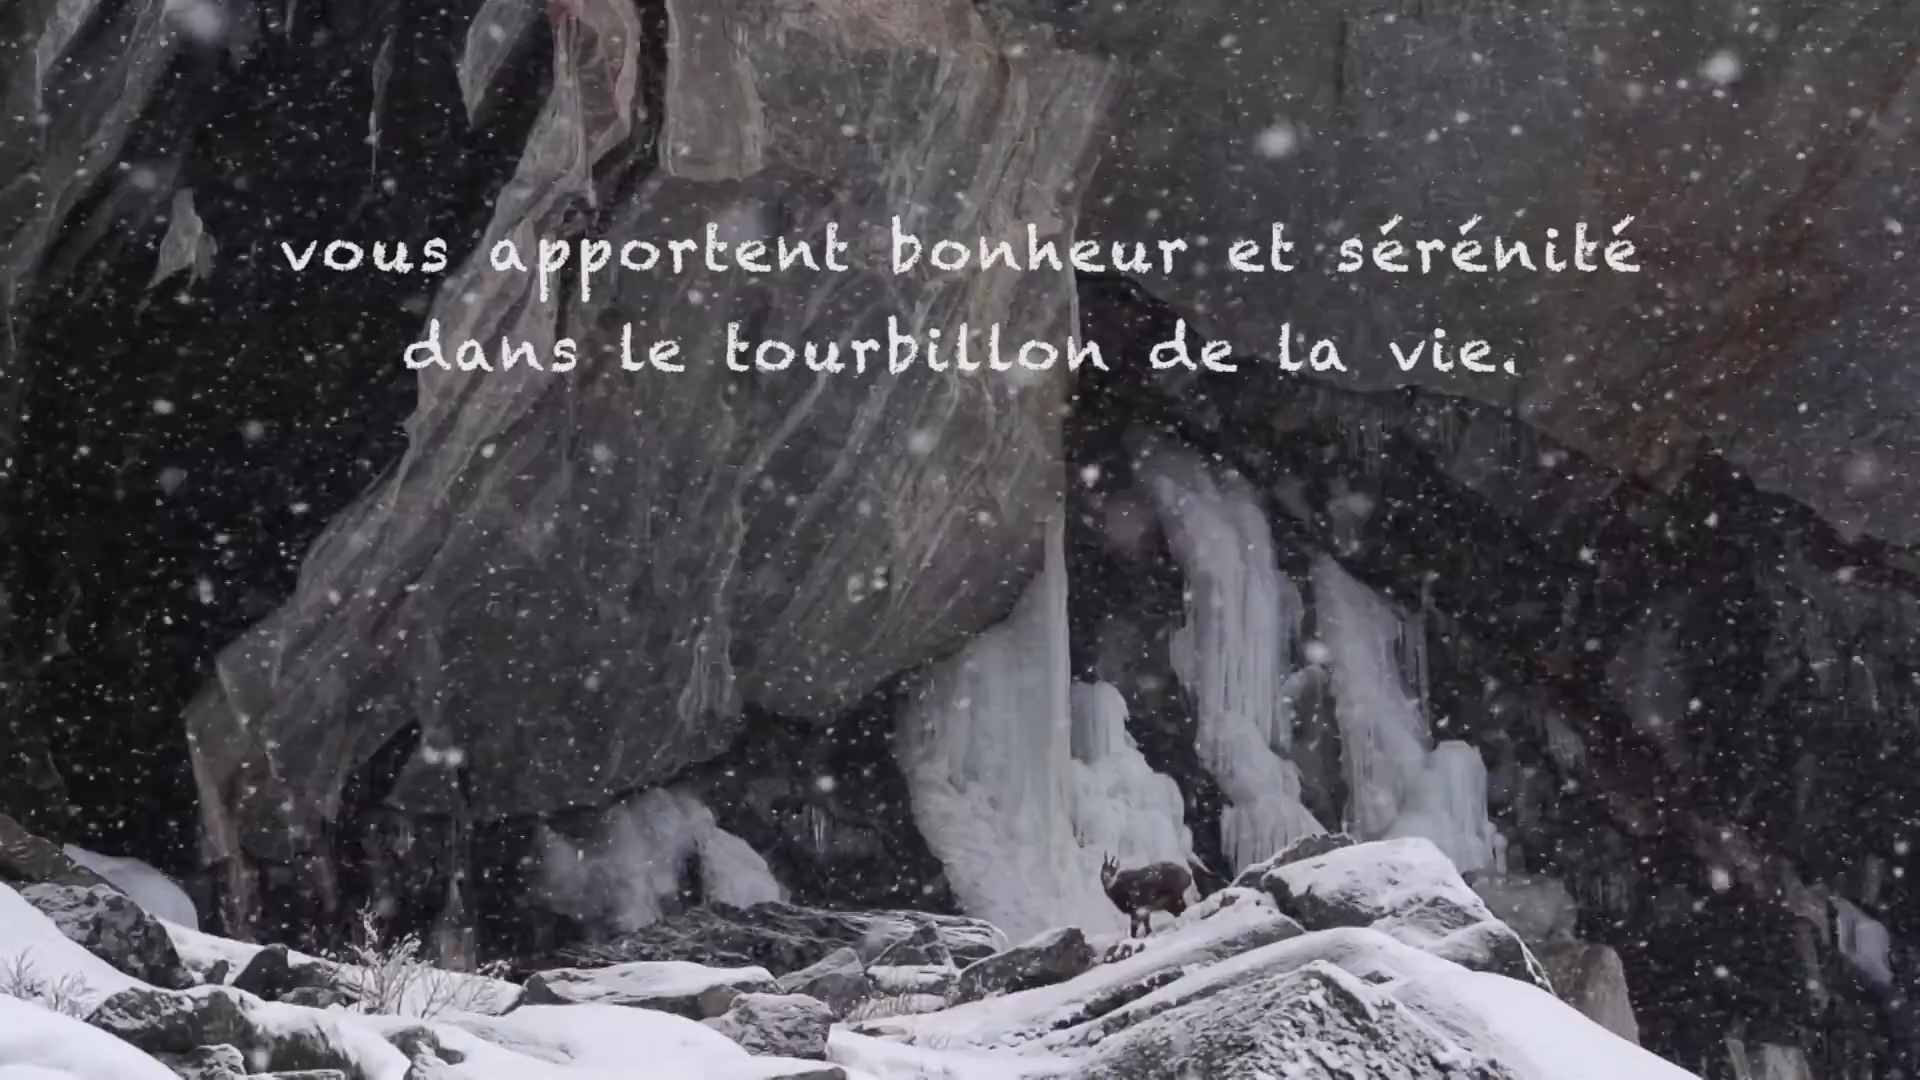 vous apportent bonheur et sérénité
dans le tourbillon de la vie.